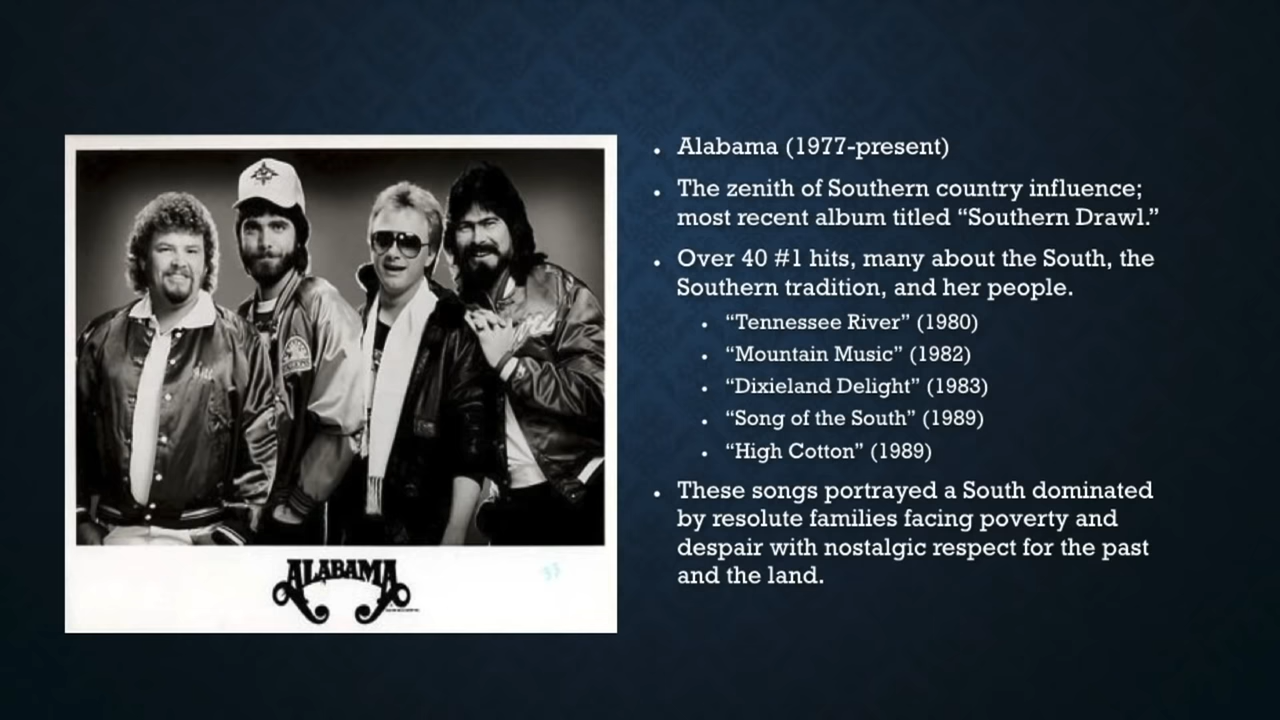 Alabama (1977-present)
The zenith of Southern country influence;
most recent album titled “Southern Drawl.”
Over 40 #1 hits, many about the South, the
Southern tradition, and her people.
“Tennessee River” (1980)
“Mountain Music” (1982)
“Dixieland Delight” (1983)
“Song of the South” (1989)
“High Cotton” (1989)
These songs portrayed a South dominated
by resolute families facing poverty and
despair with nostalgic respect for the past
and the land.
ALABAMA